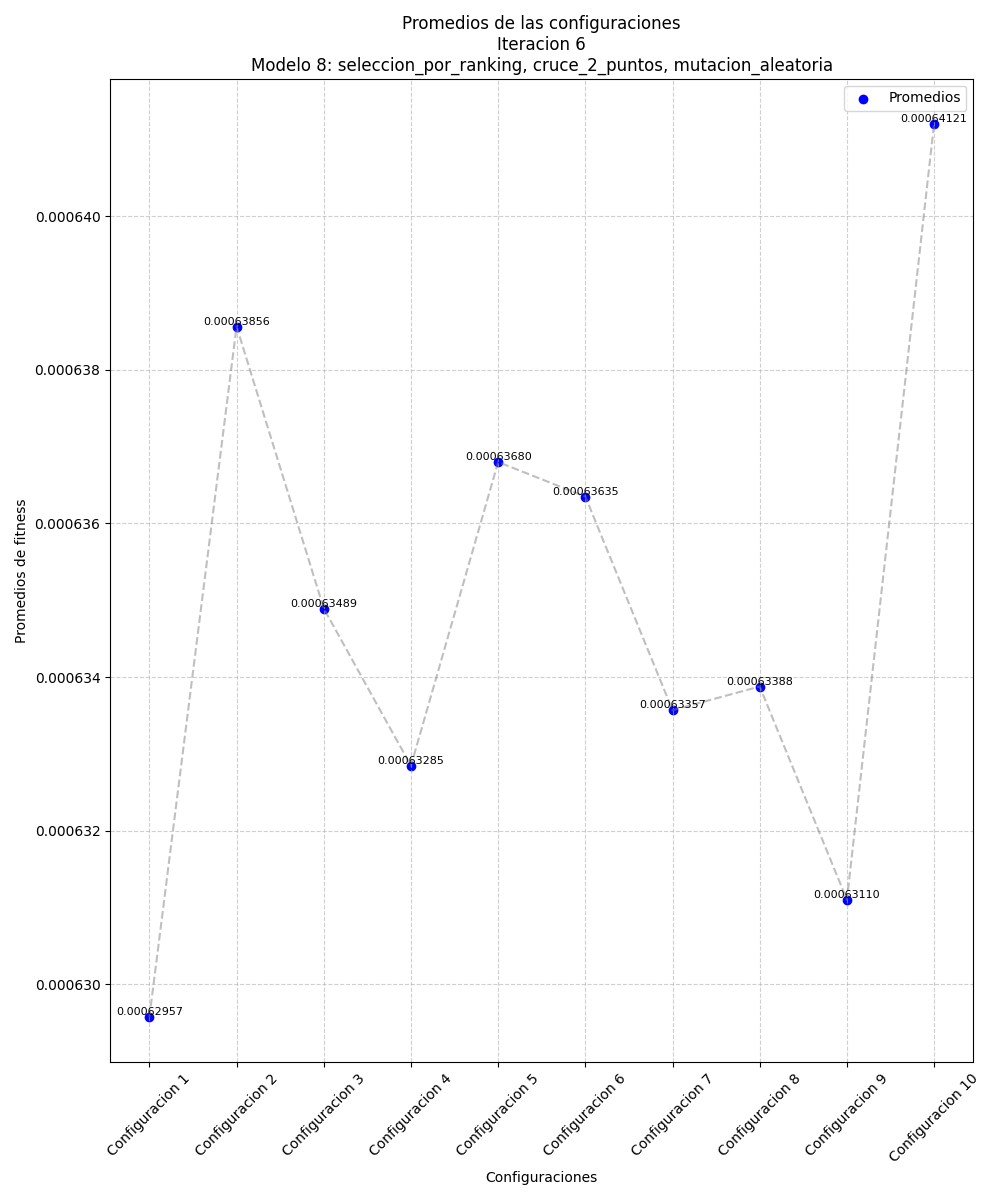 Promedios de las configuraciones
Iteracion 6
Modelo 8: seleccion_por_ranking, cruce_2_puntos, mutacion_aleatoria
Promedios
0.00064121
0.000640
0.00063856
0.000638
0.00063680
0.00063635
0.000636
0.00063489
0.000634
0.00063388
0.00063357
0.00063285
0.000632
0.00063110
0.000630
0.00062957
Promedios de fitness
Configuracion 1
Configuracion 2
Configuracion 3
Configuracion 4
Configuracion 5
Configuracion 6
Configuracion 7
Configuracion 8
Configuracion 9
Configuracion 10
Configuraciones